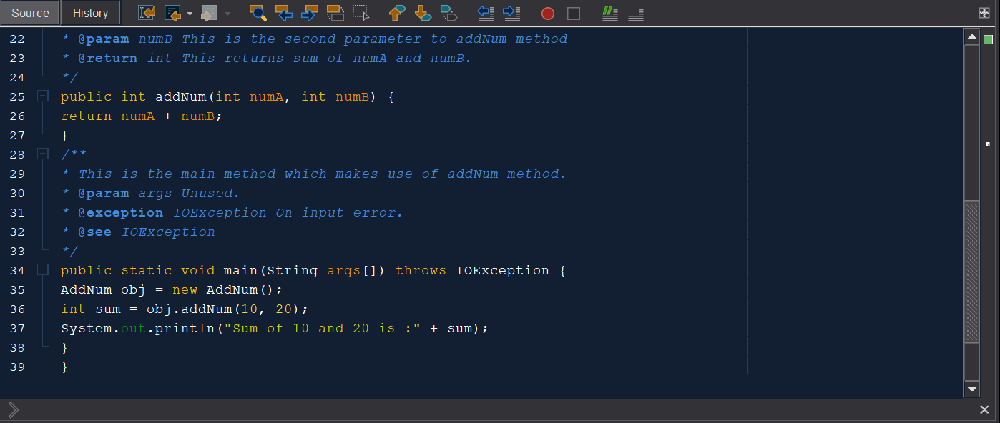 Source History
22 * @param numB This is the second parameter to addNum method
23 * @return int This returns sum of numA and numB.
24 */
25 public int addNum(int numA, int numB) {
26 return numA + numB;
27 }
28 /**
29 * This is the main method which makes use of addNum method.
30 * @param args Unused.
31 * @exception IOException On input error.
32 * @see IOException
33 */
34 public static void main(String args[]) throws IOException {
35 AddNum obj = new AddNum();
36 int sum = obj.addNum(10, 20);
37 System.out.println("Sum of 10 and 20 is :" + sum);
38 }
39 }